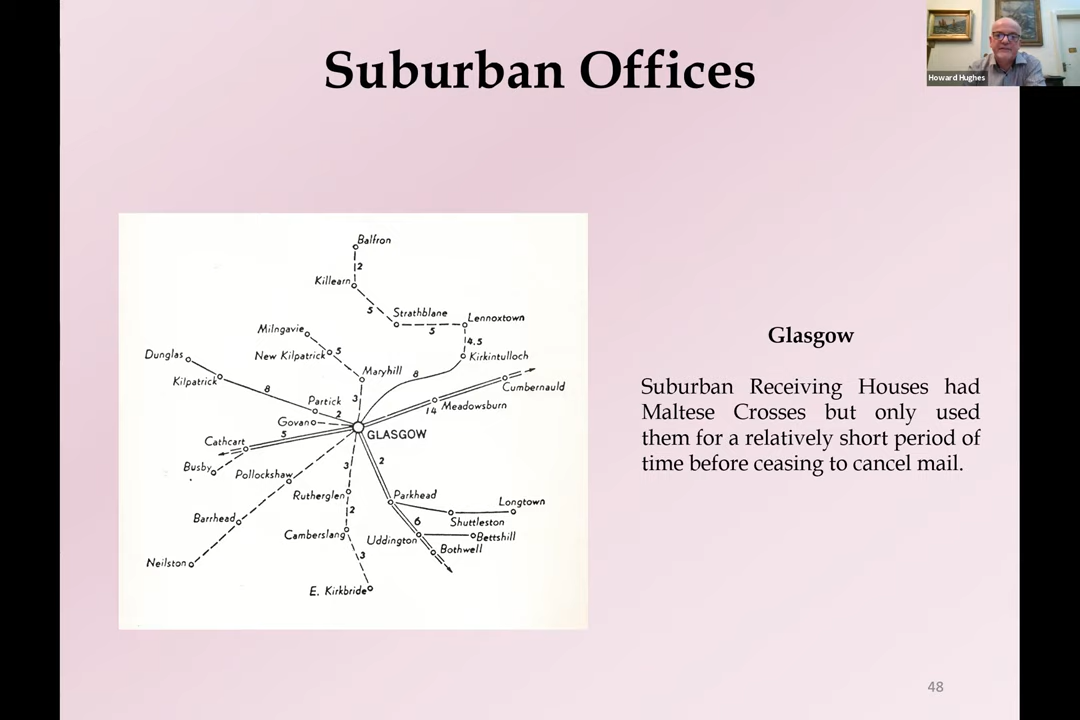 Suburban Offices
Howard Hughes
Balfron
2
Killearn
5
Strathblane
5
Lennoxtown
4.5
Kirkintulloch
Milngavie
New Kilpatrick
5
Maryhill
8
Dunglas
Kilpatrick
8
Partick
3
2
Govan
GLASGOW
Cumbernauld
14
Meadowsburn
Cathcart
5
Busby
Pollockshaw
Barrhead
Neilston
3
Rutherglen
2
Camberslang
3
E. Kirkbride
2
Parkhead
Longtown
Shuttleston
6
Uddington
Bettshill
Bothwell
Glasgow
Suburban Receiving Houses had
Maltese Crosses but only used
them for a relatively short period of
time before ceasing to cancel mail.
48